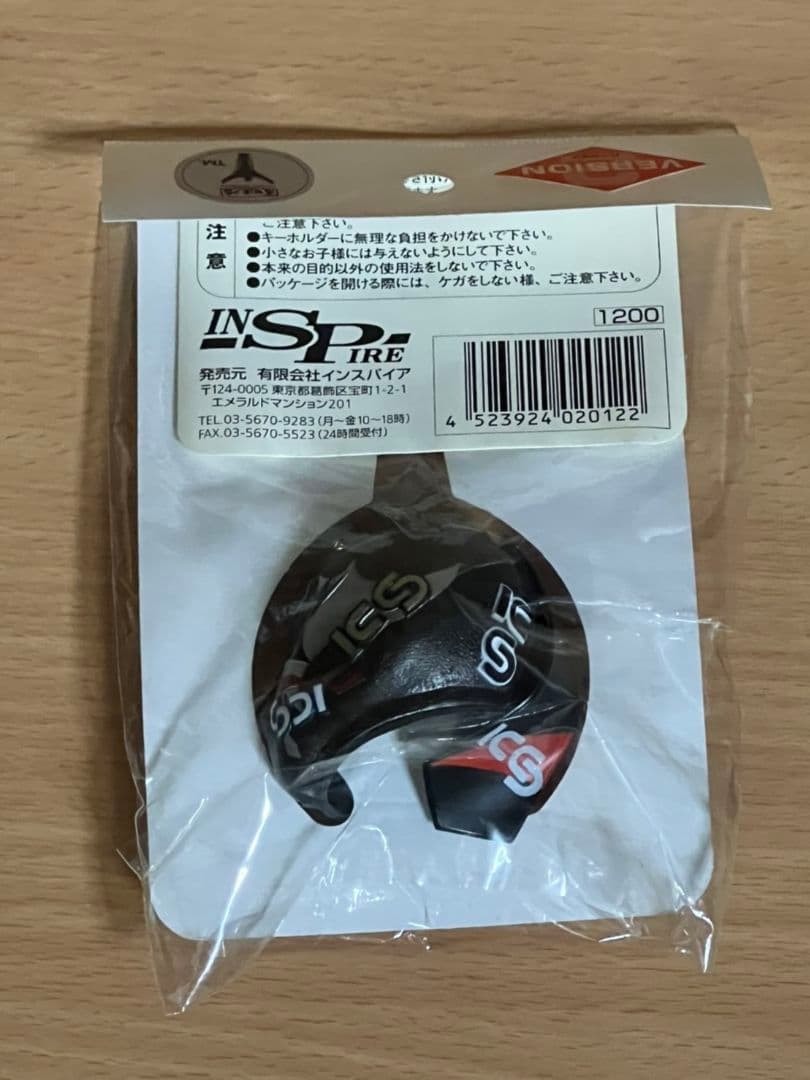 TM
VERSION
注意
ご注意下さい。
●キーホルダーに無理な負担をかけないで下さい。
●小さなお子様には与えないようにして下さい。
●本来の目的以外の使用法をしないで下さい。
●パッケージを開ける際には、ケガをしない様、ご注意下さい。
INSPIRE
1200
発売元 有限会社インスパイア
〒124-0005 東京都葛飾区宝町1-2-1
エメラルドマンション201
TEL.03-5670-9283(月〜金10〜18時)
FAX.03-5670-5523(24時間受付)
4 523924 020122